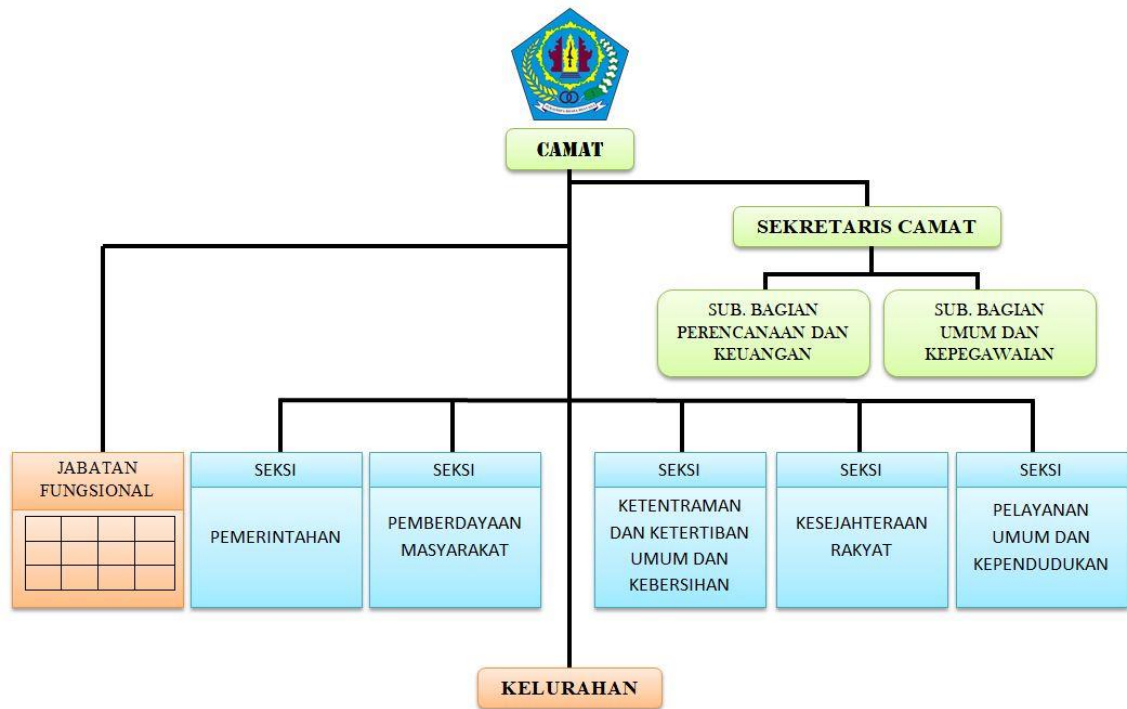 CAMAT
SEKRETARIS CAMAT
SUB. BAGIAN
PERENCANAAN DAN
KEUANGAN
SUB. BAGIAN
UMUM DAN
KEPEGAWAIAN
JABATAN
FUNGSIONAL
SEKSI
PEMERINTAHAN
SEKSI
PEMBERDAYAAN
MASYARAKAT
SEKSI
KETENTRAMAN
DAN KETERTIBAN
UMUM DAN
KEBERSIHAN
SEKSI
KESEJAHTERAAN
RAKYAT
SEKSI
PELAYANAN
UMUM DAN
KEPENDUDUKAN
KELURAHAN